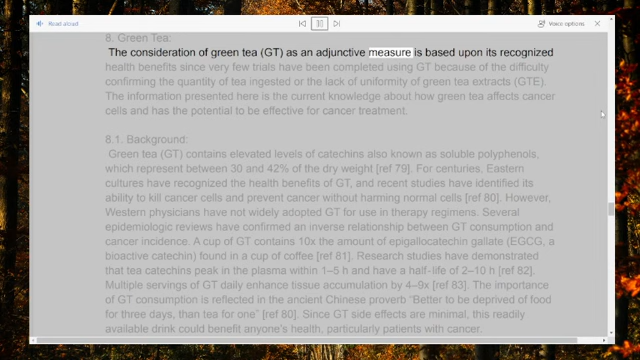 Read aloud
Voice options
8. Green Tea:
The consideration of green tea (GT) as an adjunctive measure is based upon its recognized
health benefits since very few trials have been completed using GT because of the difficulty
confirming the quantity of tea ingested or the lack of uniformity of green tea extracts (GTE).
The information presented here is the current knowledge about how green tea affects cancer
cells and has the potential to be effective for cancer treatment.
8.1. Background:
Green tea (GT) contains elevated levels of catechins also known as soluble polyphenols,
which represent between 30 and 42% of the dry weight [ref 79]. For centuries, Eastern
cultures have recognized the health benefits of GT, and recent studies have identified its
ability to kill cancer cells and prevent cancer without harming normal cells [ref 80]. However,
Western physicians have not widely adopted GT for use in therapy regimens. Several
epidemiologic reviews have confirmed an inverse relationship between GT consumption and
cancer incidence. A cup of GT contains 10x the amount of epigallocatechin gallate (EGCG, a
bioactive catechin) found in a cup of coffee [ref 81]. Research studies have demonstrated
that tea catechins peak in the plasma within 1–5 h and have a half-life of 2–10 h [ref 82].
Multiple servings of GT daily enhance tissue accumulation by 4–9x [ref 83]. The importance
of GT consumption is reflected in the ancient Chinese proverb “Better to be deprived of food
for three days, than tea for one” [ref 80]. Since GT side effects are minimal, this readily
available drink could benefit anyone's health, particularly patients with cancer.